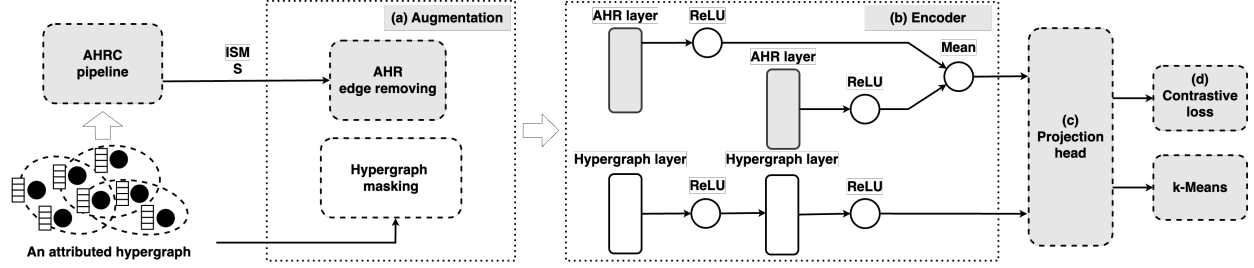 AHRC
pipeline
ISM
S
An attributed hypergraph
(a) Augmentation
AHR
edge removing
Hypergraph
masking
(b) Encoder
AHR layer
ReLU
AHR layer
ReLU
Mean
Hypergraph layer
ReLU
Hypergraph layer
ReLU
(c)
Projection
head
(d)
Contrastive
loss
k-Means